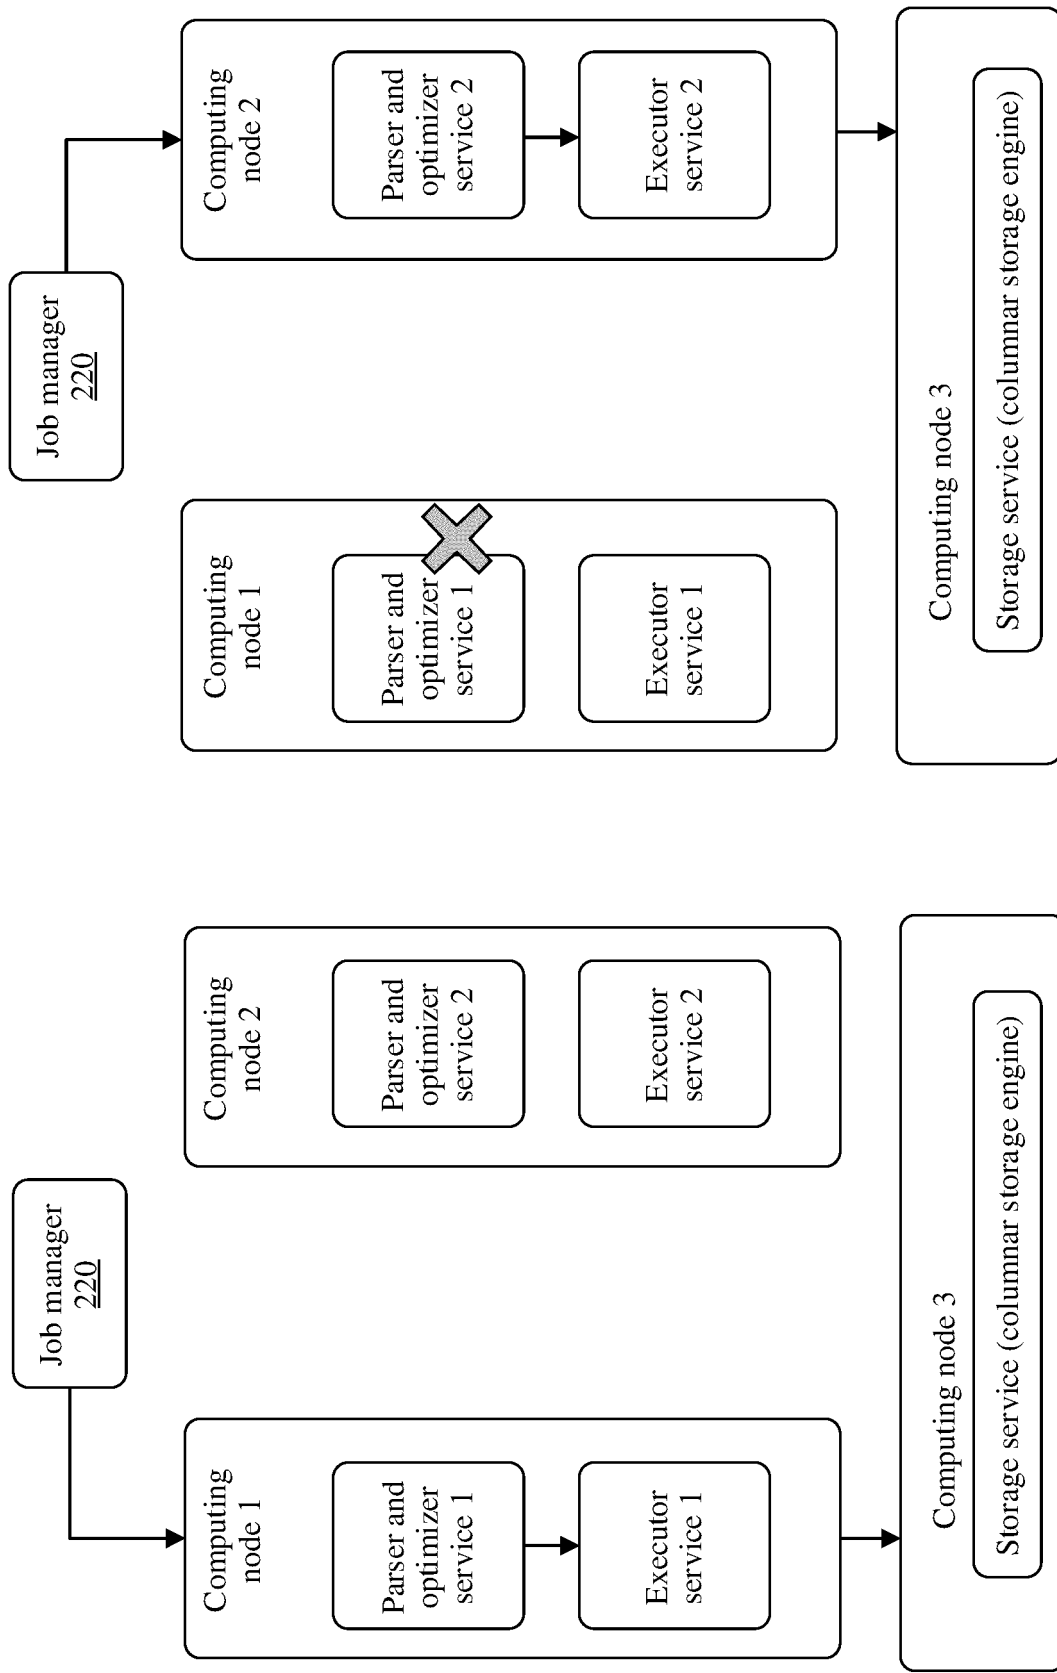 Job manager
220
Computing
node 1
Parser and
optimizer
service 1
Executor
service 1
Computing
node 2
Parser and
optimizer
service 2
Executor
service 2
Computing node 3
Storage service (columnar storage engine)
Job manager
220
Computing
node 1
Parser and
optimizer
service 1
Executor
service 1
Computing
node 2
Parser and
optimizer
service 2
Executor
service 2
Computing node 3
Storage service (columnar storage engine)